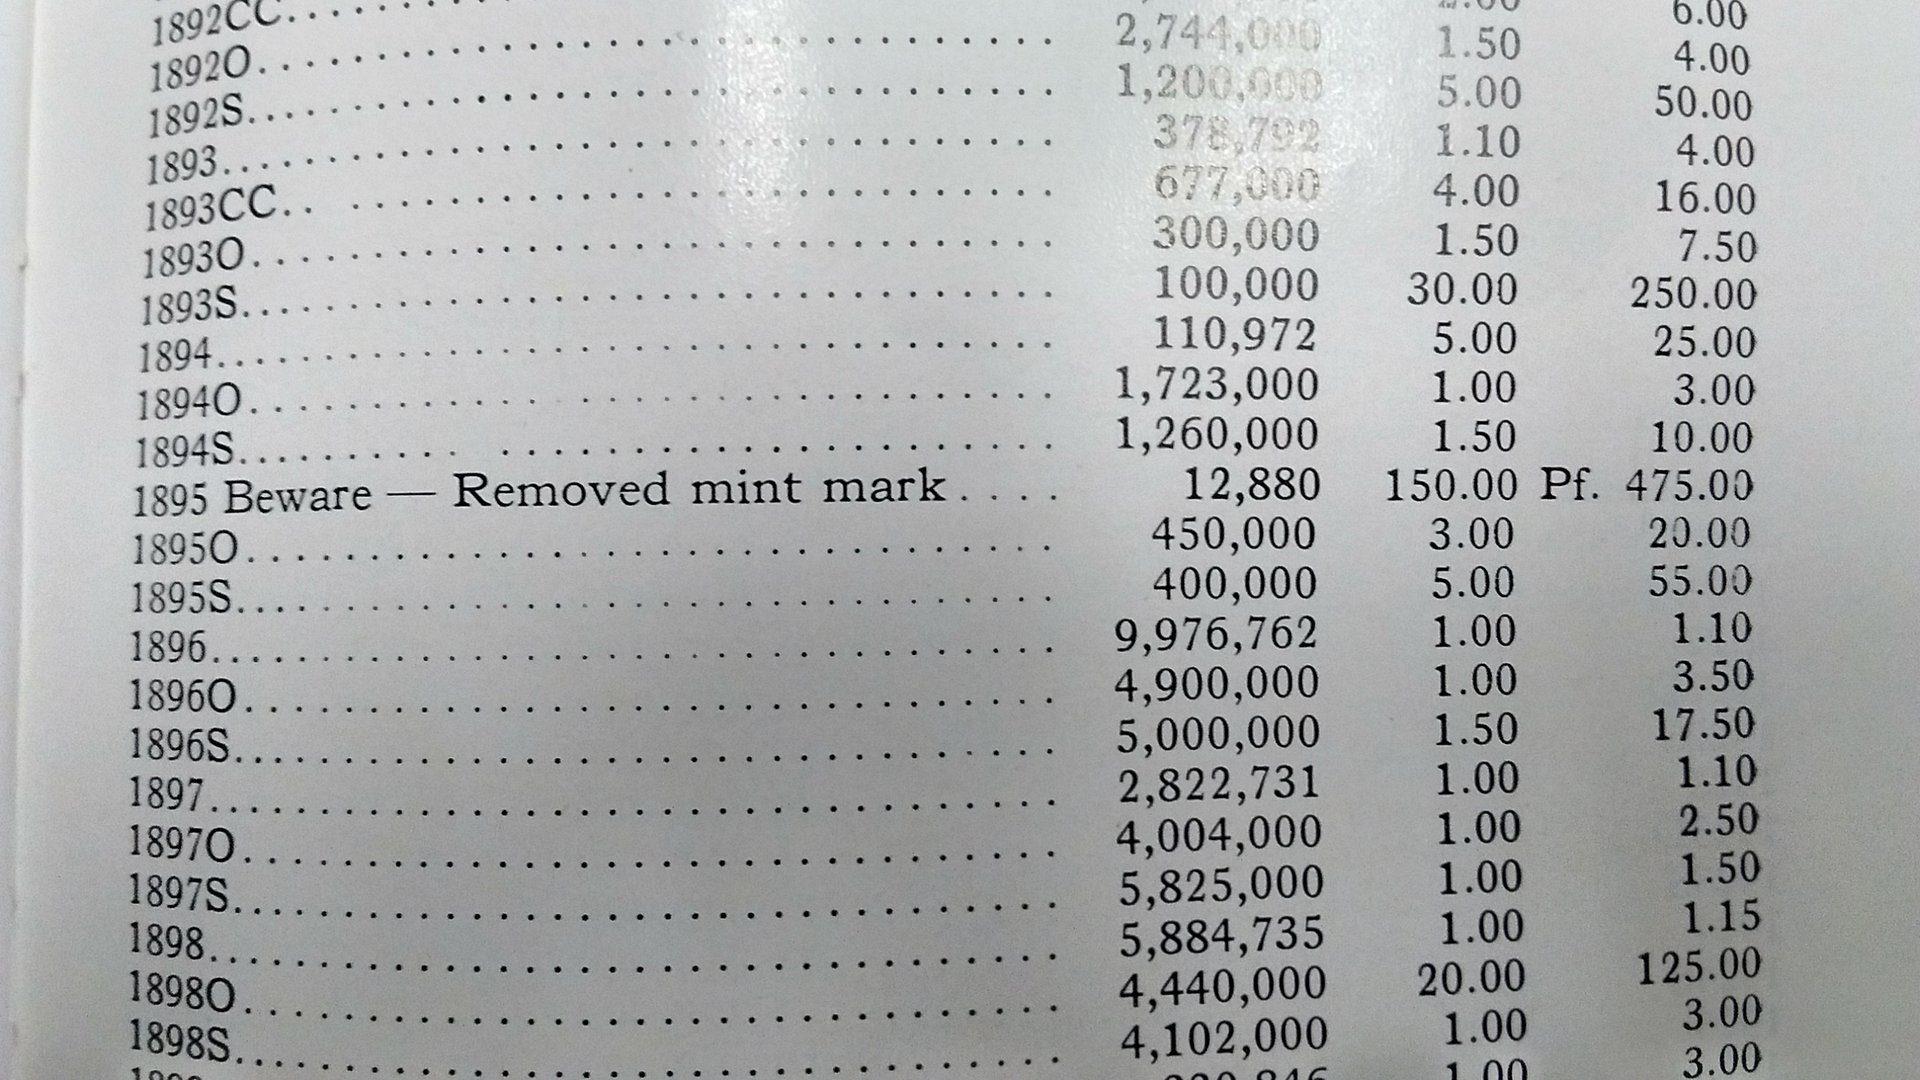 1892CC.................... 6.00
1892O.................... 2,744,000 1.50 4.00
1892S.................... 1,200,000 5.00 50.00
1893.................... 378,792 1.10 4.00
1893CC.. .................. 677,000 4.00 16.00
1893O.................... 300,000 1.50 7.50
1893S.................... 100,000 30.00 250.00
1894.................... 110,972 5.00 25.00
1894O.................... 1,723,000 1.00 3.00
1894S.................... 1,260,000 1.50 10.00
1895 Beware — Removed mint mark.... 12,880 150.00 Pf. 475.00
1895O.................... 450,000 3.00 20.00
1895S.................... 400,000 5.00 55.00
1896.................... 9,976,762 1.00 1.10
1896O.................... 4,900,000 1.00 3.50
1896S.................... 5,000,000 1.50 17.50
1897.................... 2,822,731 1.00 1.10
1897O.................... 4,004,000 1.00 2.50
1897S.................... 5,825,000 1.00 1.50
1898.................... 5,884,735 1.00 1.15
1898O.................... 4,440,000 20.00 125.00
1898S.................... 4,102,000 1.00 3.00
1.00 3.00